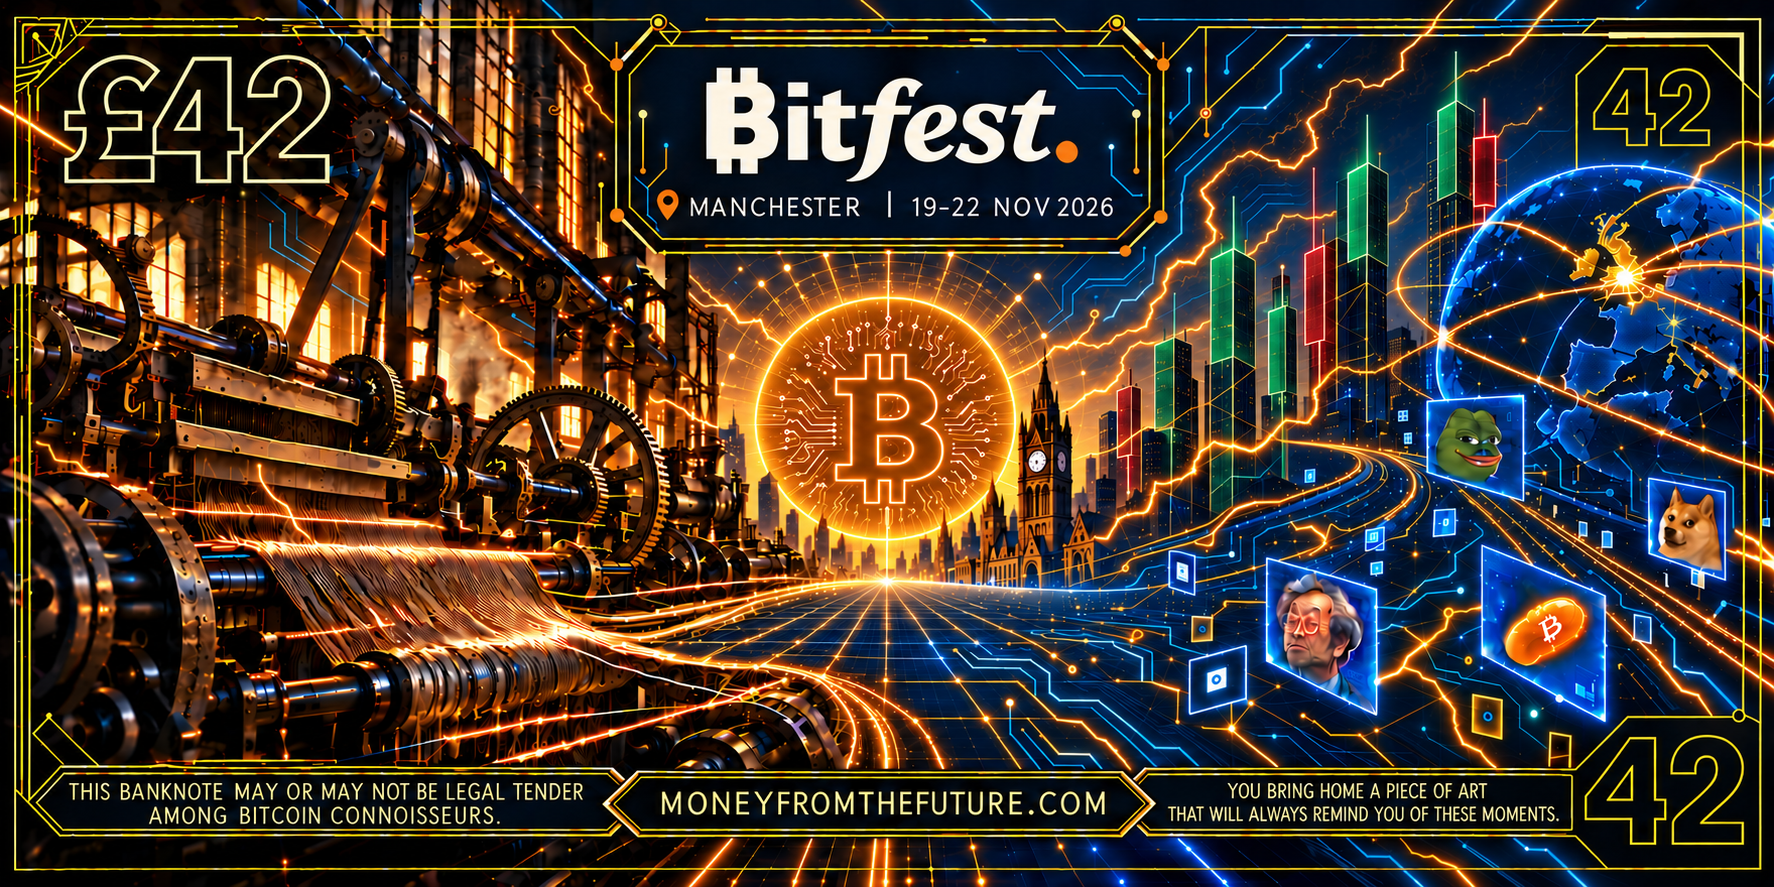 £42
Bitfest.
MANCHESTER | 19-22 NOV 2026
42
THIS BANKNOTE MAY OR MAY NOT BE LEGAL TENDER
AMONG BITCOIN CONNOISSEURS.
MONEYFROMTHEFUTURE.COM
YOU BRING HOME A PIECE OF ART
THAT WILL ALWAYS REMIND YOU OF THESE MOMENTS.
42